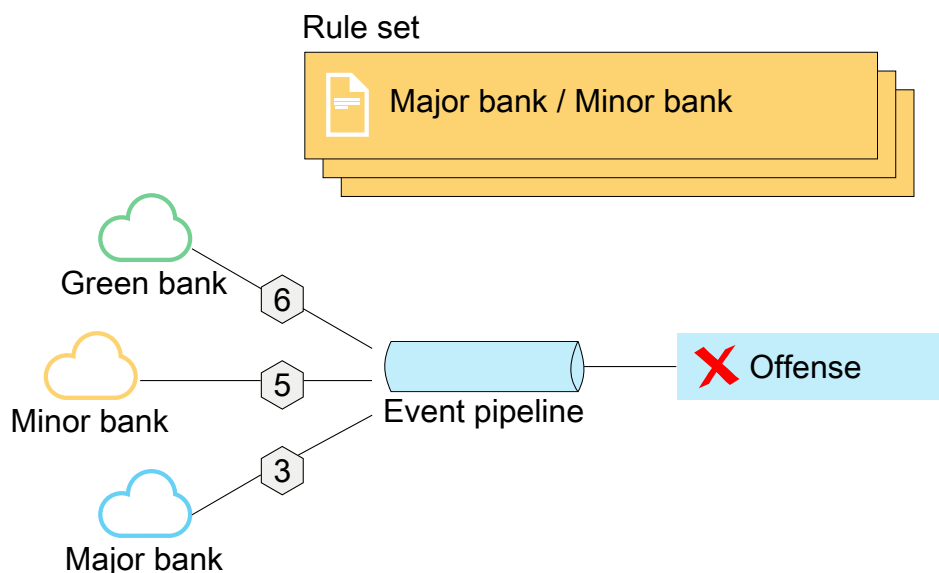 Rule set
Major bank / Minor bank
Green bank
6
Minor bank
5
Event pipeline
Offense
3
Major bank